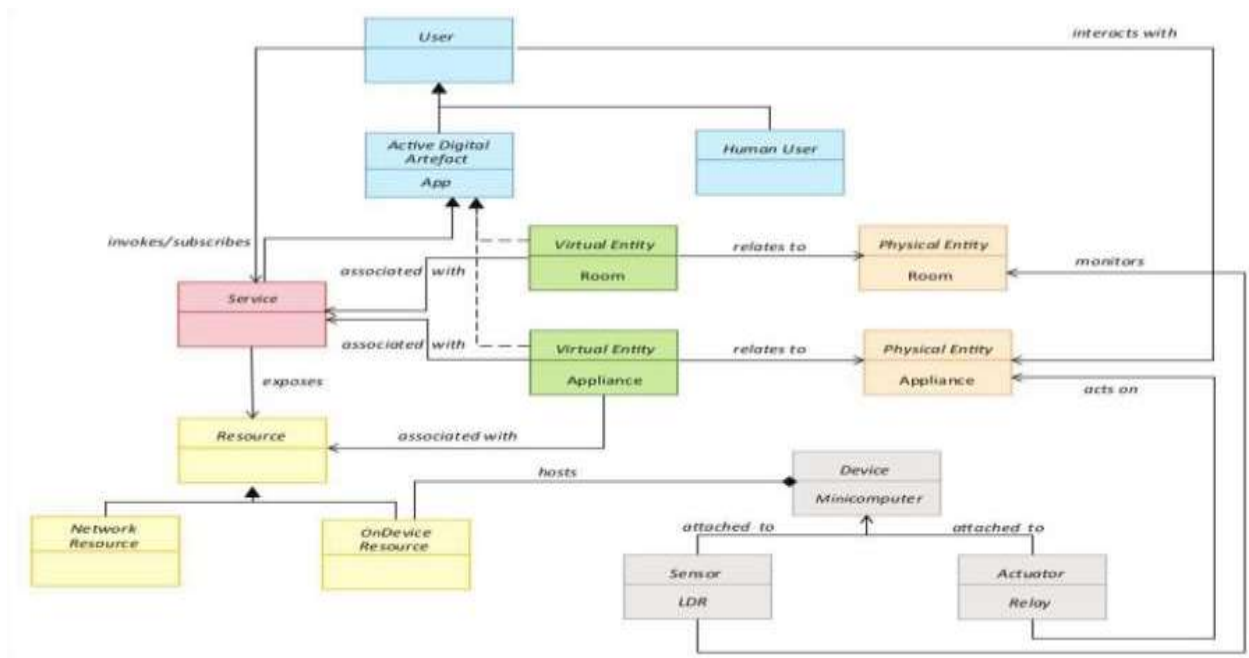 User
interacts with
Active Digital
Artefact
App
Human User
invokes/subscribes
Virtual Entity
Room
relates to
Physical Entity
Room
associated with
monitors
Service
associated with
Virtual Entity
Appliance
relates to
Physical Entity
Appliance
exposes
acts on
Resource
associated with
hosts
Device
Minicomputer
Network
Resource
OnDevice
Resource
attached to
attached to
Sensor
LDR
Actuator
Relay